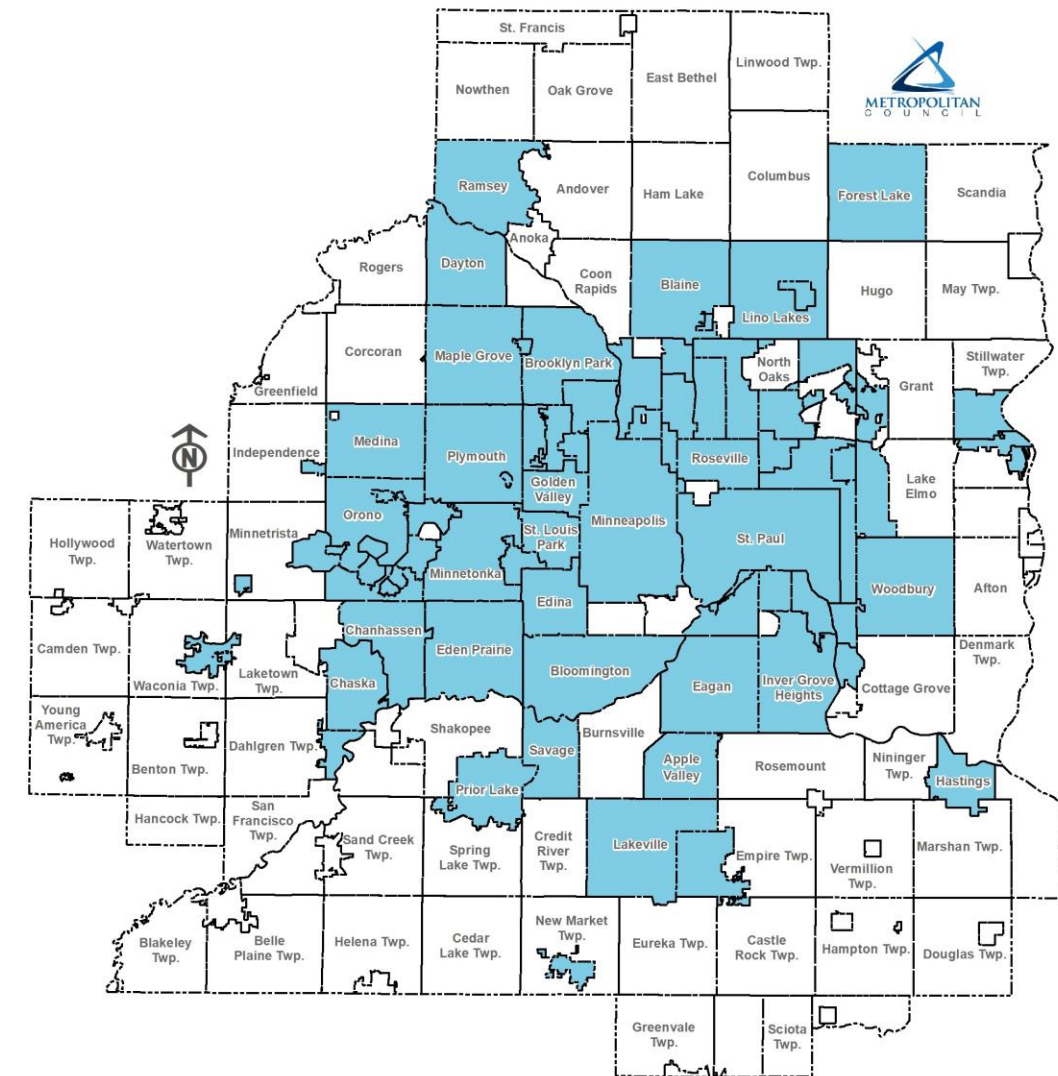 St. Francis
Linwood Twp.
East Bethel
Nowthen
Oak Grove
METROPOLITAN
COUNCIL
Ramsey
Andover
Ham Lake
Columbus
Forest Lake
Scandia
Anoka
Rogers
Dayton
Coon
Rapids
Blaine
Lino Lakes
Hugo
May Twp.
Corcoran
Maple Grove
Brooklyn Park
North
Oaks
Stillwater
Twp.
Greenfield
Grant
N
Independence
Medina
Plymouth
Golden
Valley
Roseville
Lake
Elmo
Hollywood
Twp.
Watertown
Twp.
Minnetrista
Orono
St. Louis
Park
Minneapolis
St. Paul
Minnetonka
Edina
Woodbury
Afton
Camden Twp.
Waconia Twp.
Laketown
Twp.
Chanhassen
Chaska
Eden Prairie
Bloomington
Eagan
Inver Grove
Heights
Cottage Grove
Denmark
Twp.
Young
America
Twp.
Benton Twp.
Dahlgren Twp.
Shakopee
Savage
Burnsville
Apple
Valley
Rosemount
Nininger
Twp.
Hastings
Prior Lake
Hancock Twp.
San
Francisco
Twp.
Sand Creek
Twp.
Spring
Lake Twp.
Credit
River
Twp.
Lakeville
Empire Twp.
Vermillion
Twp.
Marshan Twp.
Blakeley
Twp.
Belle
Plaine Twp.
Helena Twp.
Cedar
Lake Twp.
New Market
Twp.
Eureka Twp.
Castle
Rock Twp.
Hampton Twp.
Douglas Twp.
Greenvale
Twp.
Sciota
Twp.